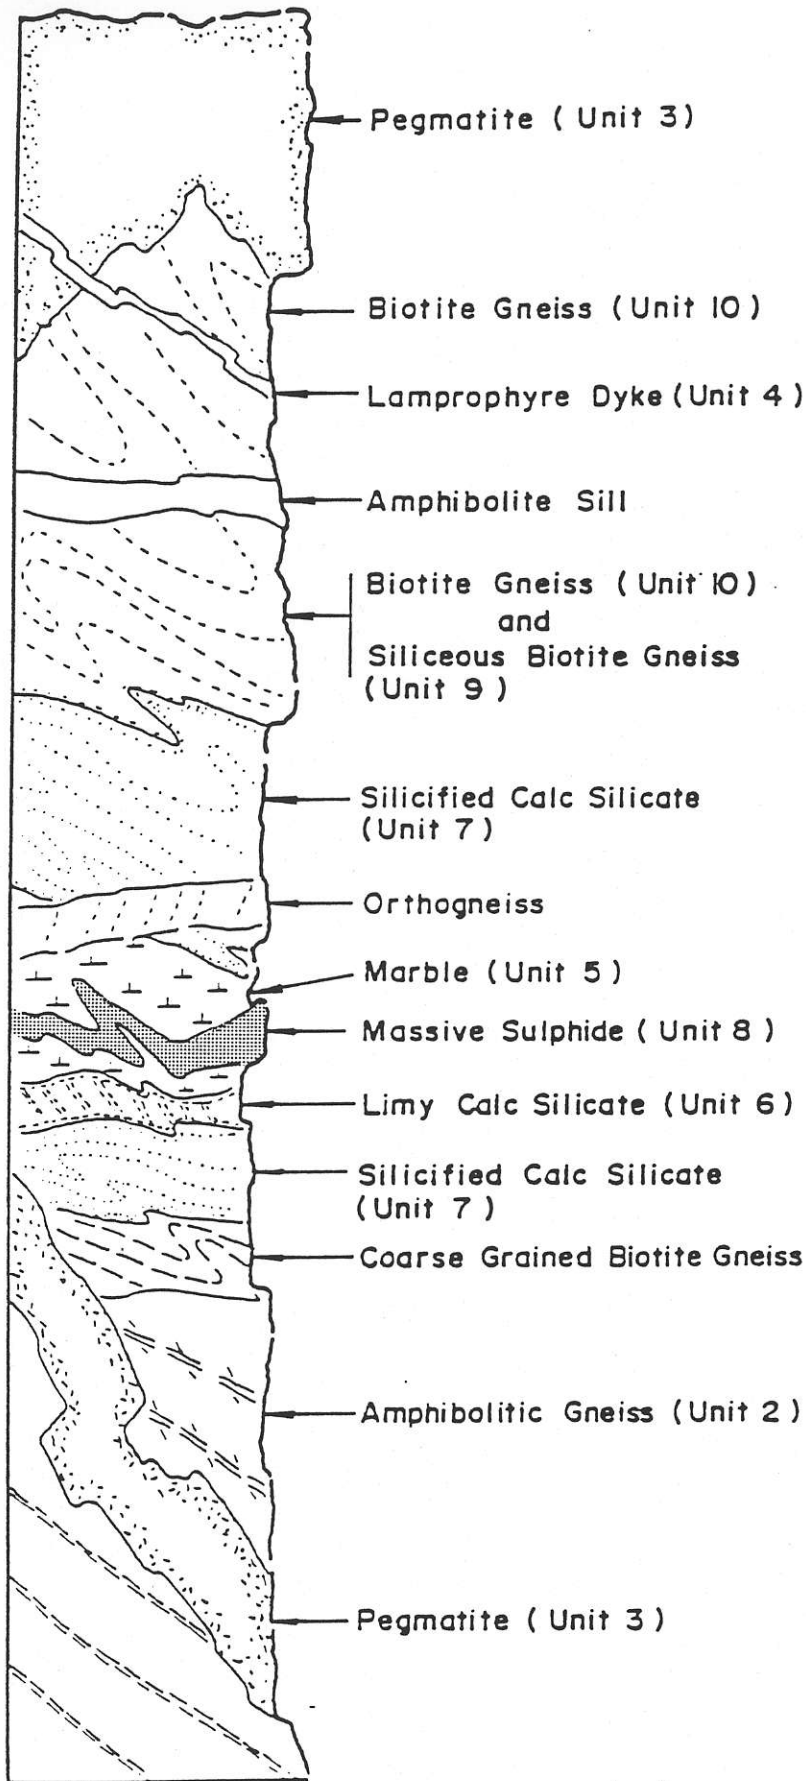 Pegmatite ( Unit 3)
Biotite Gneiss (Unit 10)
Lamprophyre Dyke (Unit 4)
Amphibolite Sill
Biotite Gneiss (Unit 10)
and
Siliceous Biotite Gneiss
(Unit 9)
Silicified Calc Silicate
(Unit 7)
Orthogneiss
Marble (Unit 5)
Massive Sulphide ( Unit 8)
Limy Calc Silicate (Unit 6)
Silicified Calc Silicate
(Unit 7)
Coarse Grained Biotite Gneiss
Amphibolitic Gneiss (Unit 2)
Pegmatite ( Unit 3)